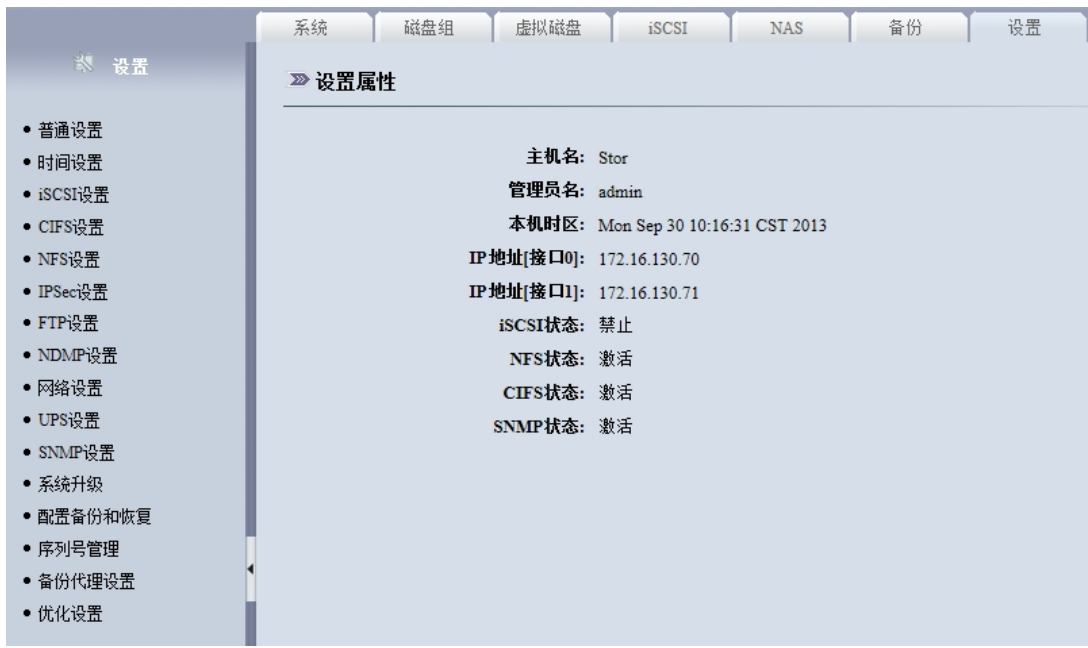 系统 磁盘组 虚拟磁盘 iSCSI NAS 备份 设置
设置
设置属性
普通设置
时间设置
iSCSI设置
CIFS设置
NFS设置
IPSec设置
FTP设置
NDMP设置
网络设置
UPS设置
SNMP设置
系统升级
配置备份和恢复
序列号管理
备份代理设置
优化设置
主机名: Stor
管理员名: admin
本机时区: Mon Sep 30 10:16:31 CST 2013
IP地址[接口0]: 172.16.130.70
IP地址[接口1]: 172.16.130.71
iSCSI状态: 禁止
NFS状态: 激活
CIFS状态: 激活
SNMP状态: 激活